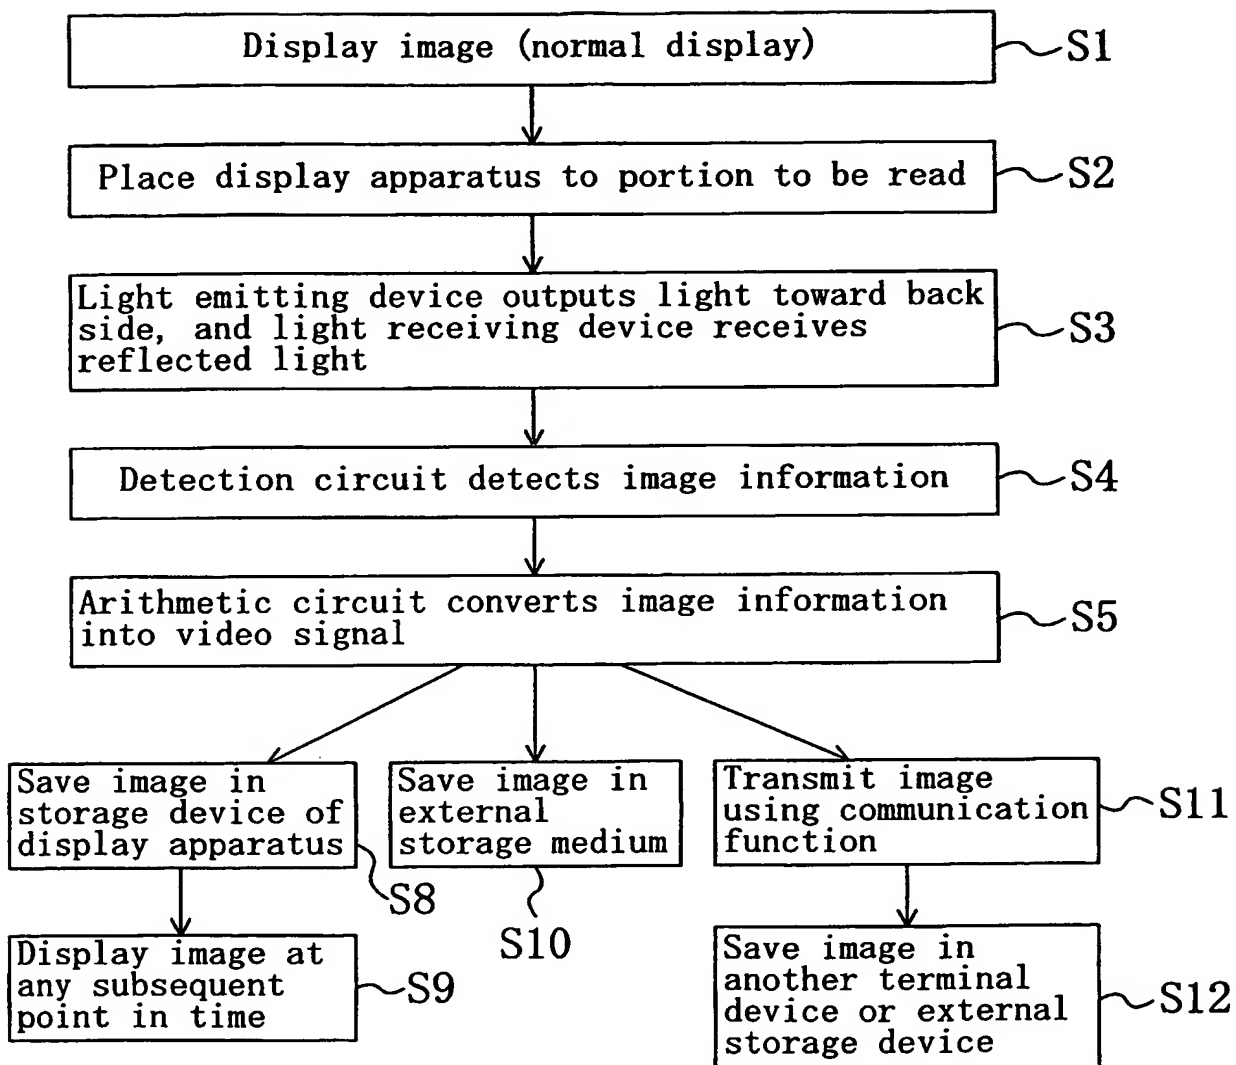 Display image (normal display)
S1
Place display apparatus to portion to be read
S2
Light emitting device outputs light toward back
side, and light receiving device receives
reflected light
S3
Detection circuit detects image information
S4
Arithmetic circuit converts image information
into video signal
S5
Save image in
storage device of
display apparatus
S8
Save image in
external
storage medium
S10
Transmit image
using communication
function
S11
Display image at
any subsequent
point in time
S9
Save image in
another terminal
device or external
storage device
S12